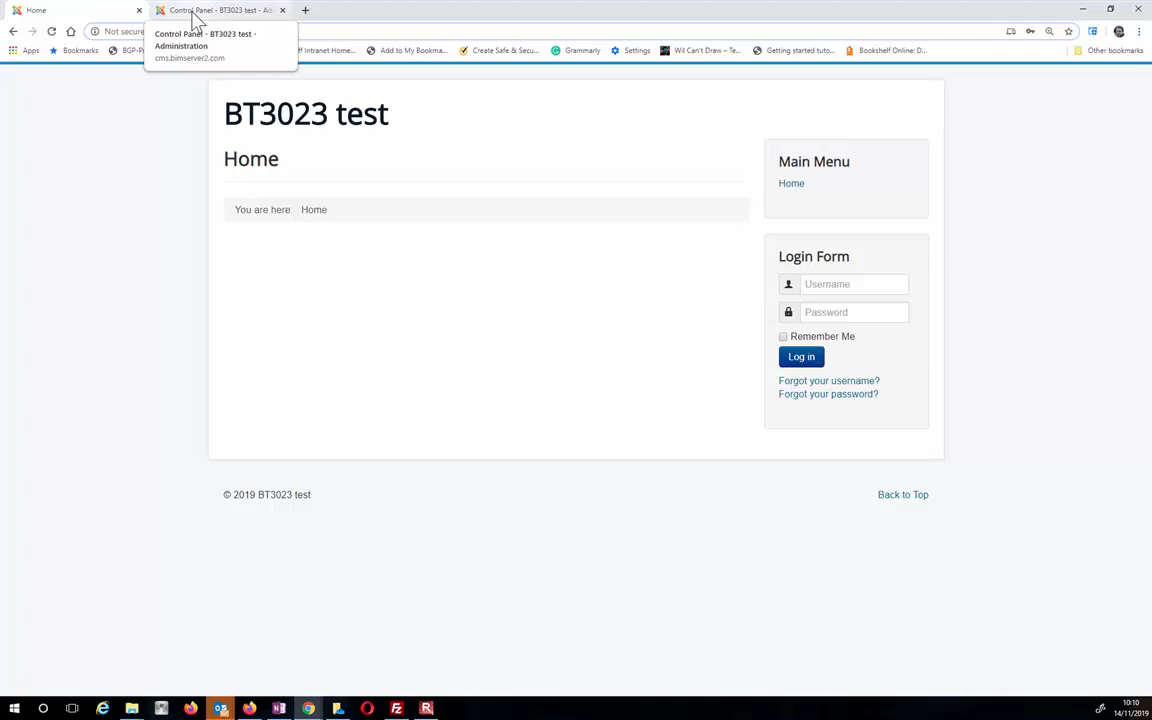 Home
Control Panel - BT3023 test - Ad
Not secure
Control Panel - BT3023 test -
Administration
cms.bimserver2.com
Apps
Bookmarks
ff Intranet Home...
Add to My Bookma...
Create Safe & Secu...
Grammarly
Settings
Wil Can't Draw – Te...
Getting started tuto...
Bookshelf Online: D...
Other bookmarks
BT3023 test
Home
You are here: Home
Main Menu
Home
Login Form
Username
Password
Remember Me
Log in
Forgot your username?
Forgot your password?
© 2019 BT3023 test
Back to Top
10:10
14/11/2019